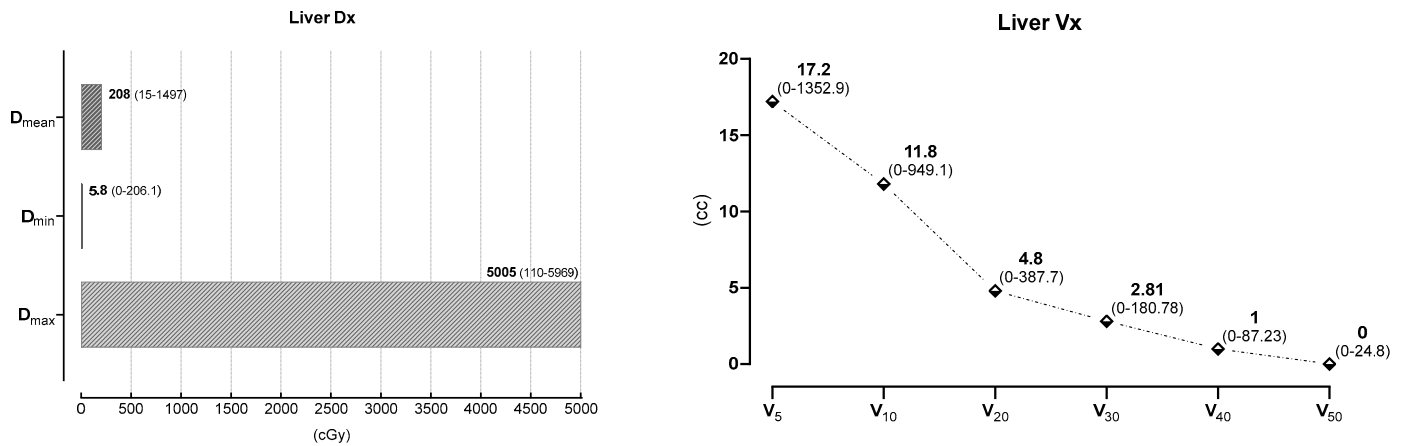 Liver Dx
Dmean
208 (15-1497)
Dmin
5.8 (0-206.1)
Dmax
5005 (110-5969)
0 500 1000 1500 2000 2500 3000 3500 4000 4500 5000
(cGy)
Liver Vx
(cc)
20
15
10
5
0
17.2
(0-1352.9)
11.8
(0-949.1)
4.8
(0-387.7)
2.81
(0-180.78)
1
(0-87.23)
0
(0-24.8)
V5 V10 V20 V30 V40 V50